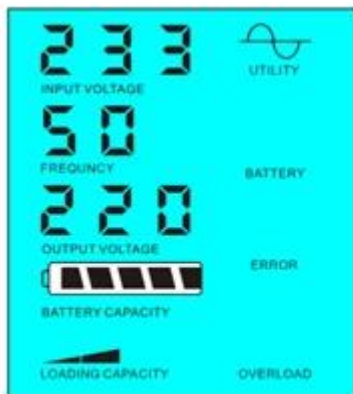 233
INPUT VOLTAGE
UTILITY
50
FREQUNCY
BATTERY
220
OUTPUT VOLTAGE
ERROR
BATTERY CAPACITY
LOADING CAPACITY
OVERLOAD